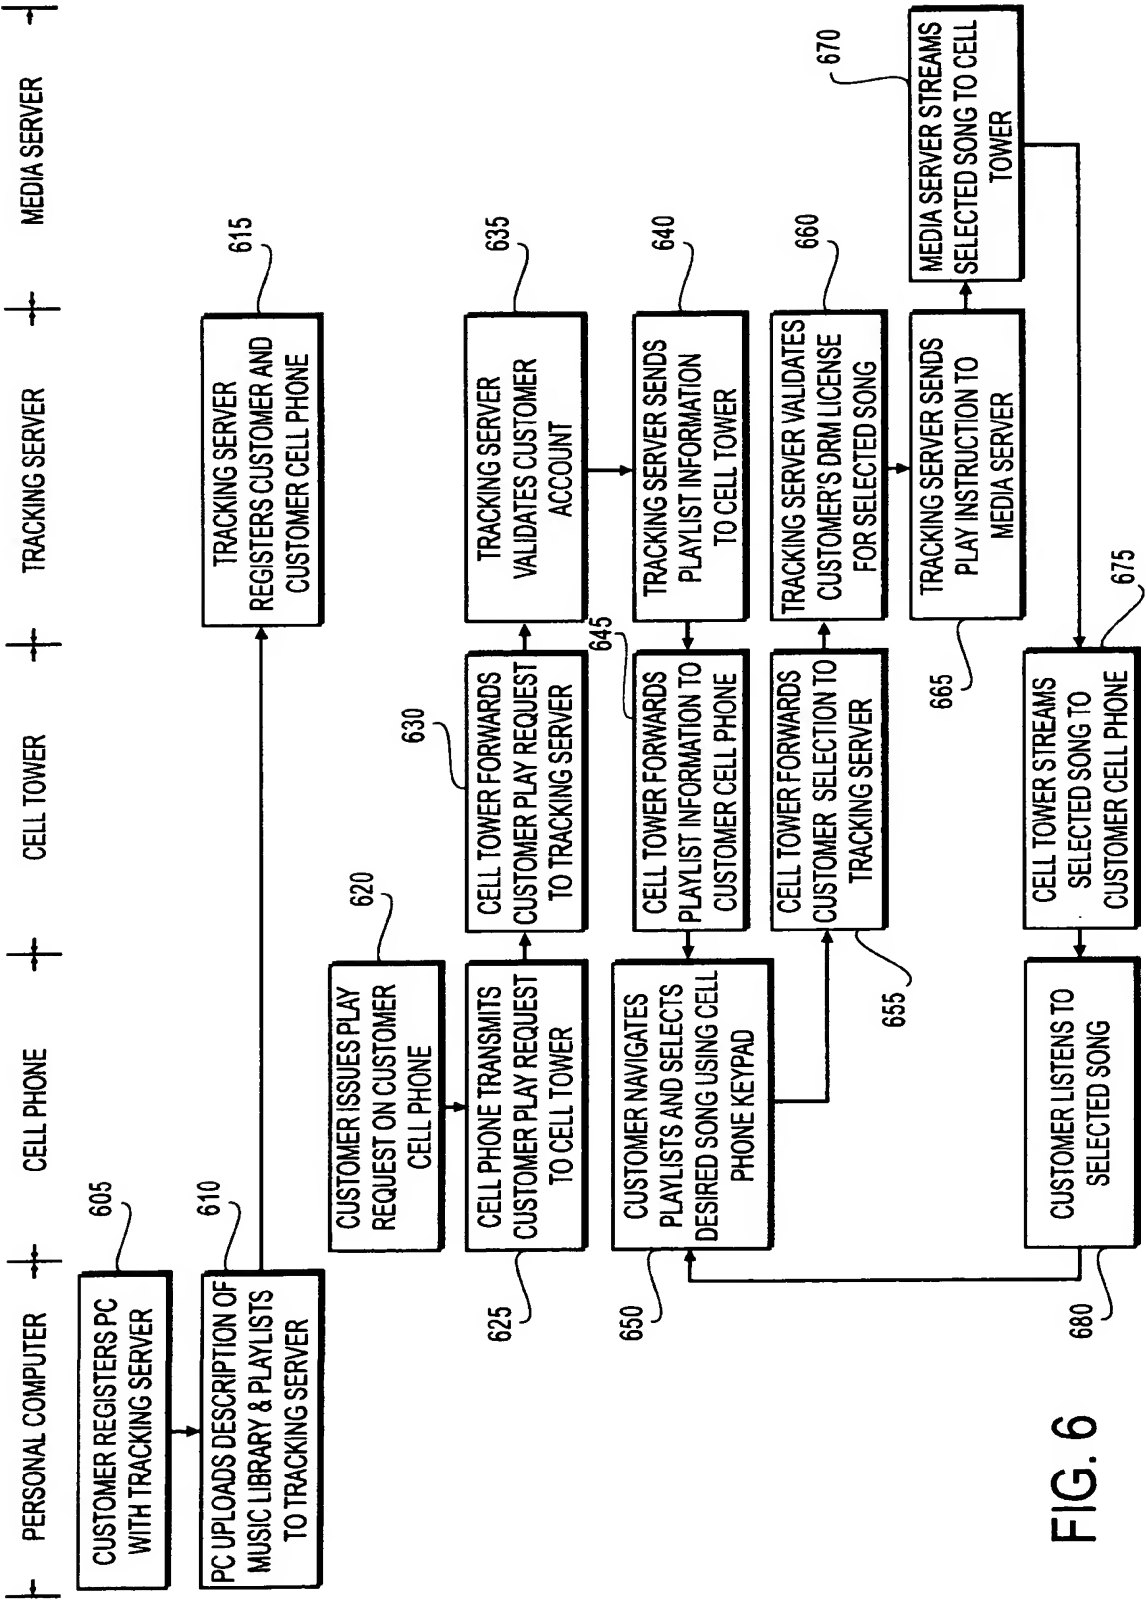 PERSONAL COMPUTER
CELL PHONE
CELL TOWER
TRACKING SERVER
MEDIA SERVER
605
CUSTOMER REGISTERS PC
WITH TRACKING SERVER
610
PC UPLOADS DESCRIPTION OF
MUSIC LIBRARY & PLAYLISTS
TO TRACKING SERVER
615
TRACKING SERVER
REGISTERS CUSTOMER AND
CUSTOMER CELL PHONE
620
CUSTOMER ISSUES PLAY
REQUEST ON CUSTOMER
CELL PHONE
625
CELL PHONE TRANSMITS
CUSTOMER PLAY REQUEST
TO CELL TOWER
630
CELL TOWER FORWARDS
CUSTOMER PLAY REQUEST
TO TRACKING SERVER
635
TRACKING SERVER
VALIDATES CUSTOMER
ACCOUNT
640
TRACKING SERVER SENDS
PLAYLIST INFORMATION
TO CELL TOWER
645
CELL TOWER FORWARDS
PLAYLIST INFORMATION TO
CUSTOMER CELL PHONE
650
CUSTOMER NAVIGATES
PLAYLISTS AND SELECTS
DESIRED SONG USING CELL
PHONE KEYPAD
655
CELL TOWER FORWARDS
CUSTOMER SELECTION TO
TRACKING SERVER
660
TRACKING SERVER VALIDATES
CUSTOMER'S DRM LICENSE
FOR SELECTED SONG
665
TRACKING SERVER SENDS
PLAY INSTRUCTION TO
MEDIA SERVER
670
MEDIA SERVER STREAMS
SELECTED SONG TO CELL
TOWER
675
CELL TOWER STREAMS
SELECTED SONG TO
CUSTOMER CELL PHONE
680
CUSTOMER LISTENS TO
SELECTED SONG
FIG. 6